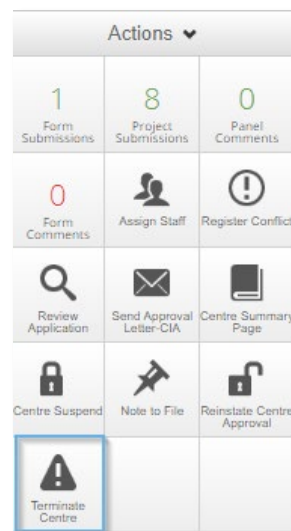 Actions
1 8 0
Form Project Panel
Submissions Submissions Comments
0
Form
Comments
Assign Staff
Register Conflict
Review
Application
Send Approval
Letter-CIA
Centre Summary
Page
Centre Suspend
Note to File
Reinstate Centre
Approval
Terminate
Centre